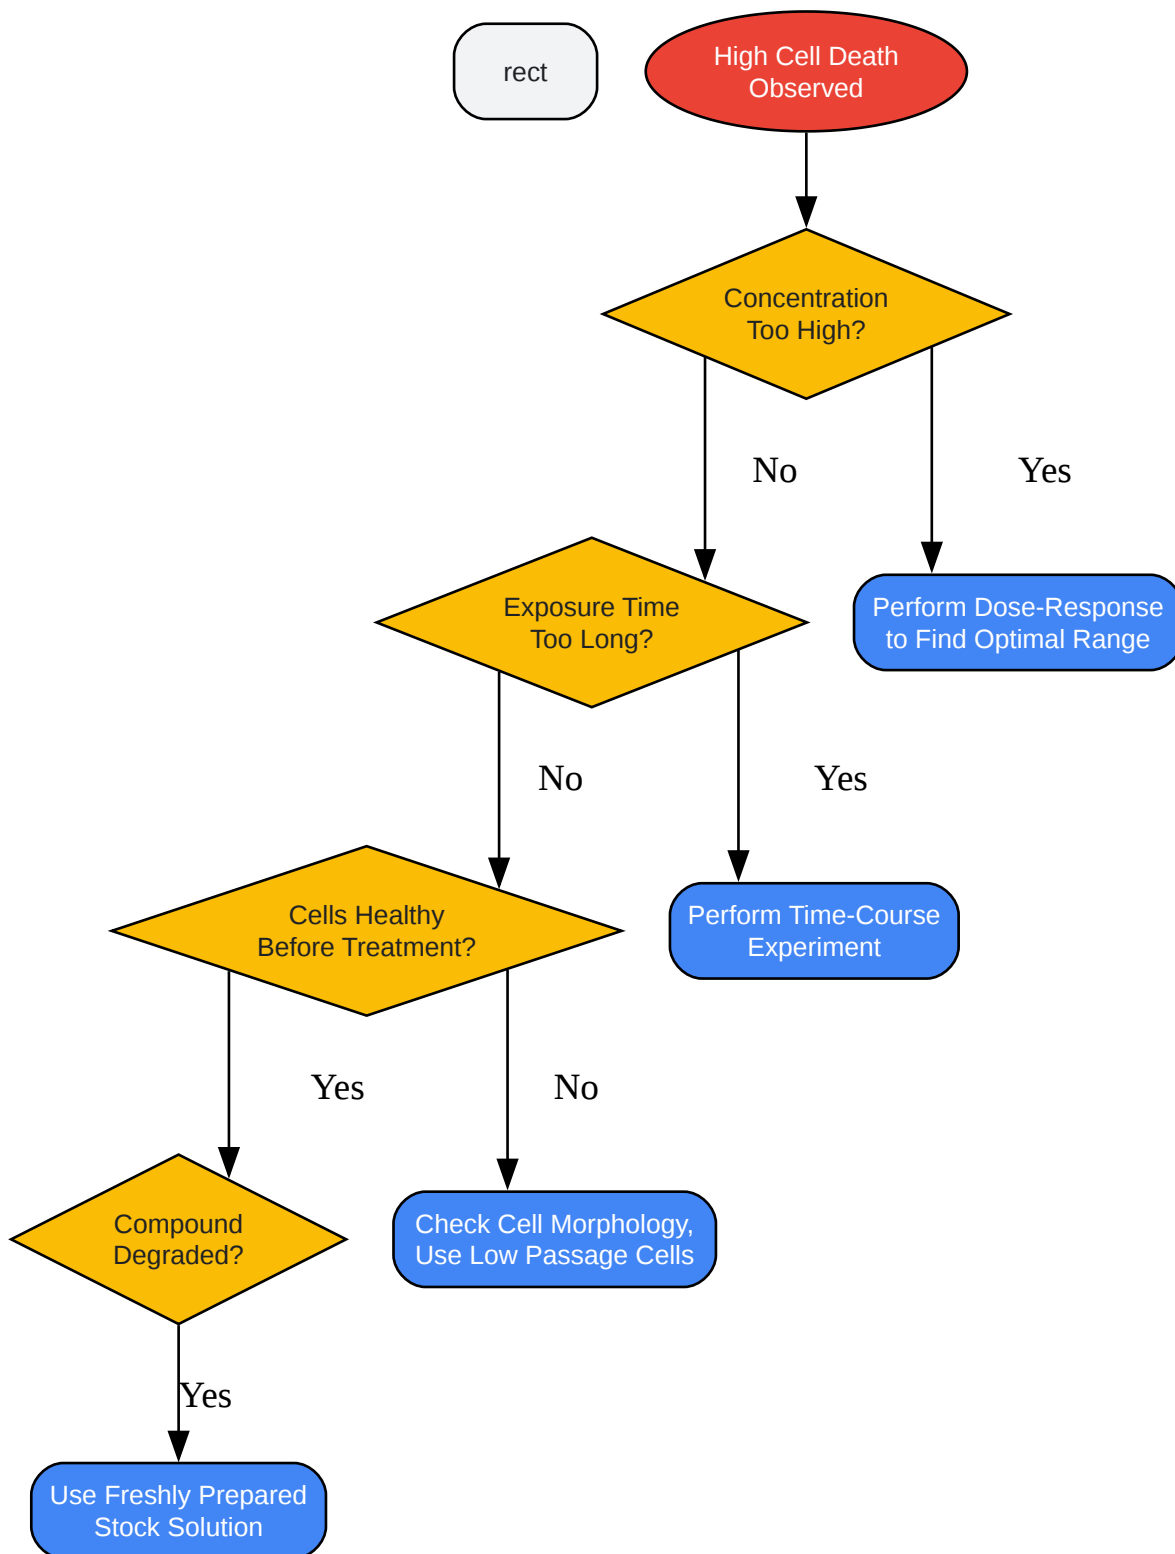 rect
High Cell Death
Observed
Concentration
Too High?
No
Yes
Exposure Time
Too Long?
Perform Dose-Response
to Find Optimal Range
No
Yes
Cells Healthy
Before Treatment?
Perform Time-Course
Experiment
Yes
No
Compound
Degraded?
Check Cell Morphology,
Use Low Passage Cells
Yes
Use Freshly Prepared
Stock Solution